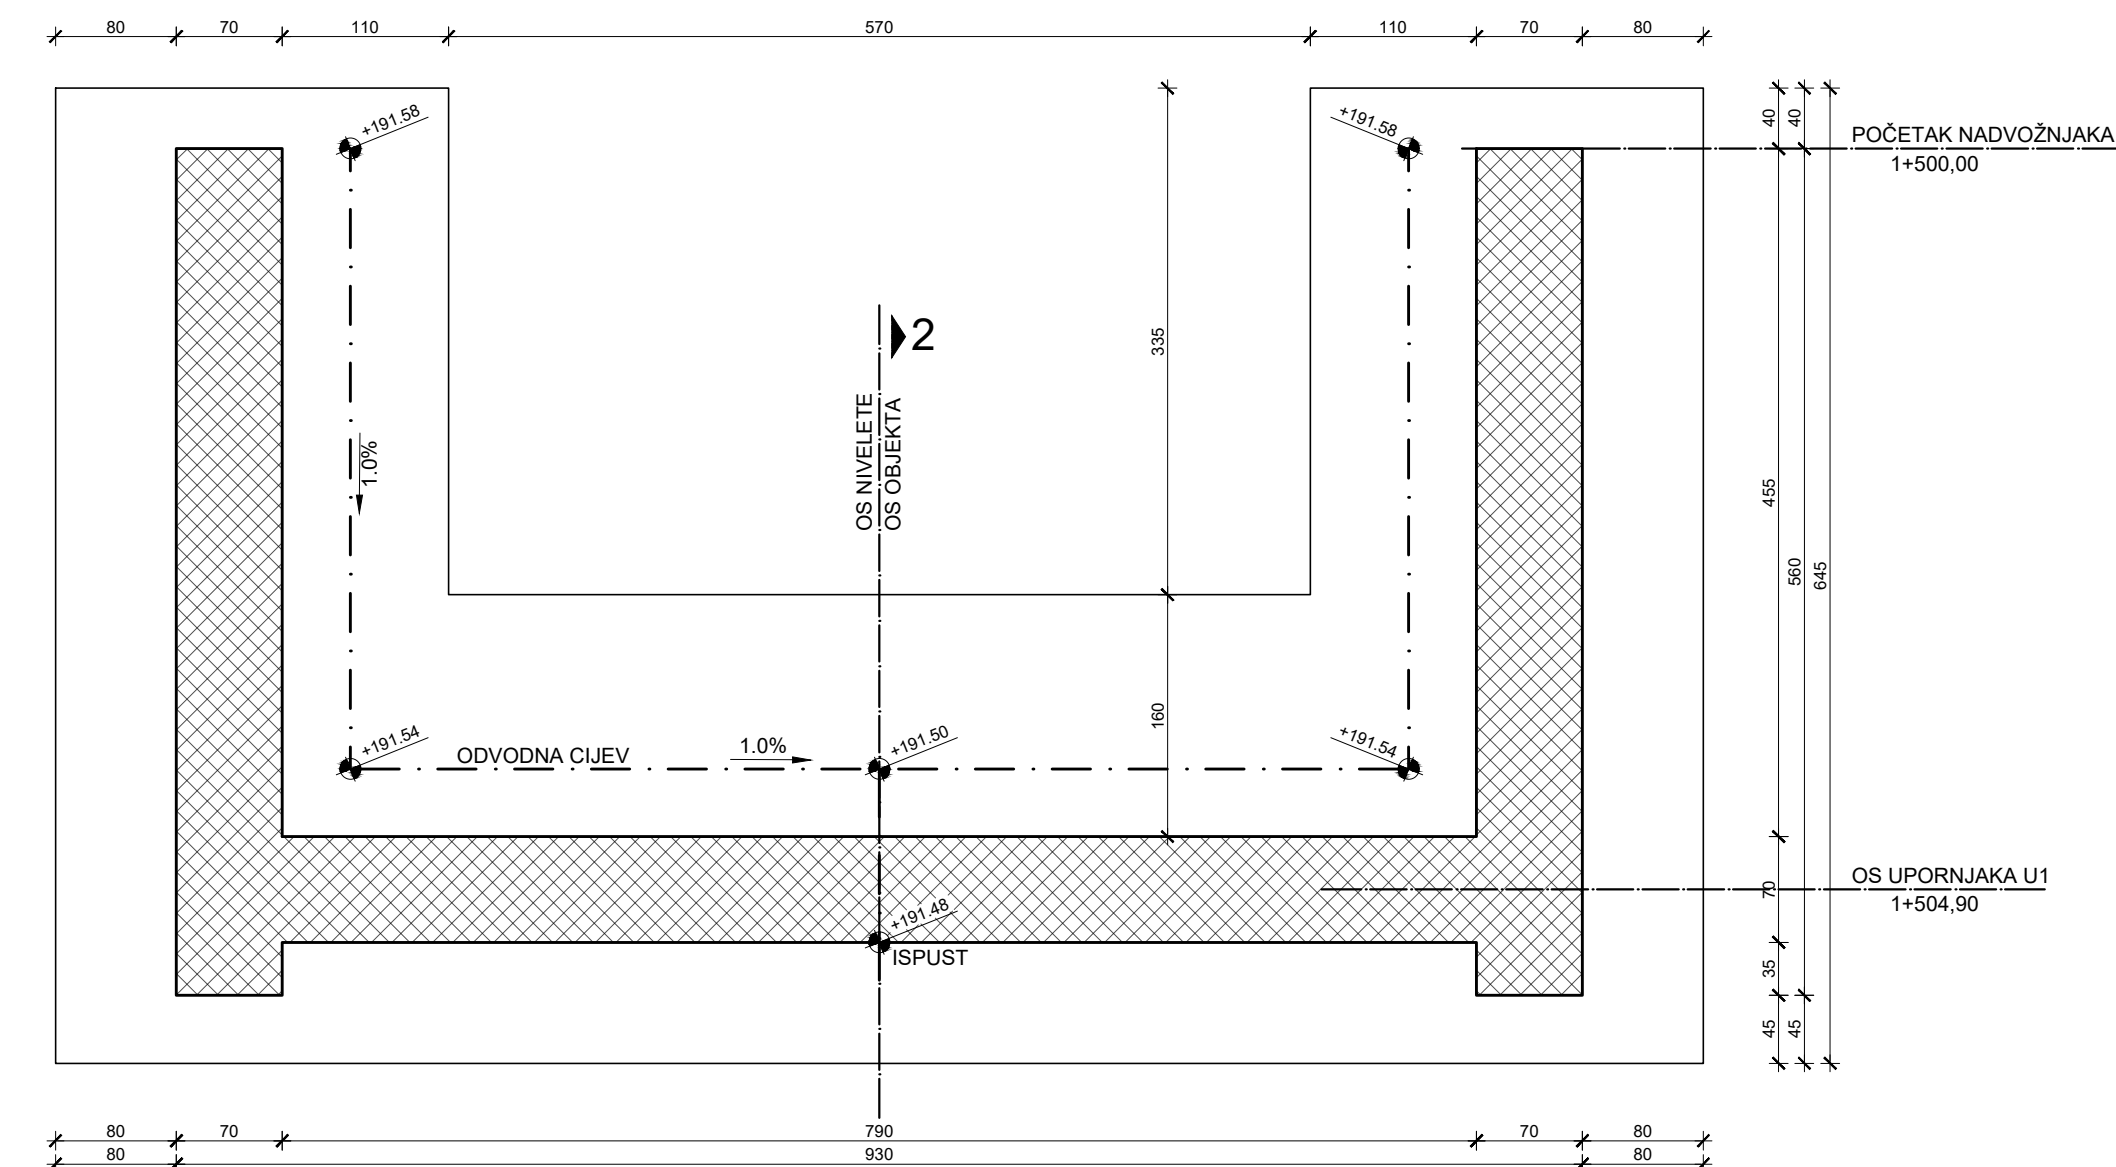 80 70 110 570 110 70 80
+191.58
+191.58
40 40
POČETAK NADVOŽNJAKA
1+500,00
2
335
OS NIVELETE
OS OBJEKTA
1.0%
455
560
645
160
+191.54
ODVODNA CIJEV
1.0%
+191.50
+191.54
70
OS UPORNJAKA U1
1+504,90
+191.48
ISPUST
35
45 45
80 70 790 70 80
80 930 80